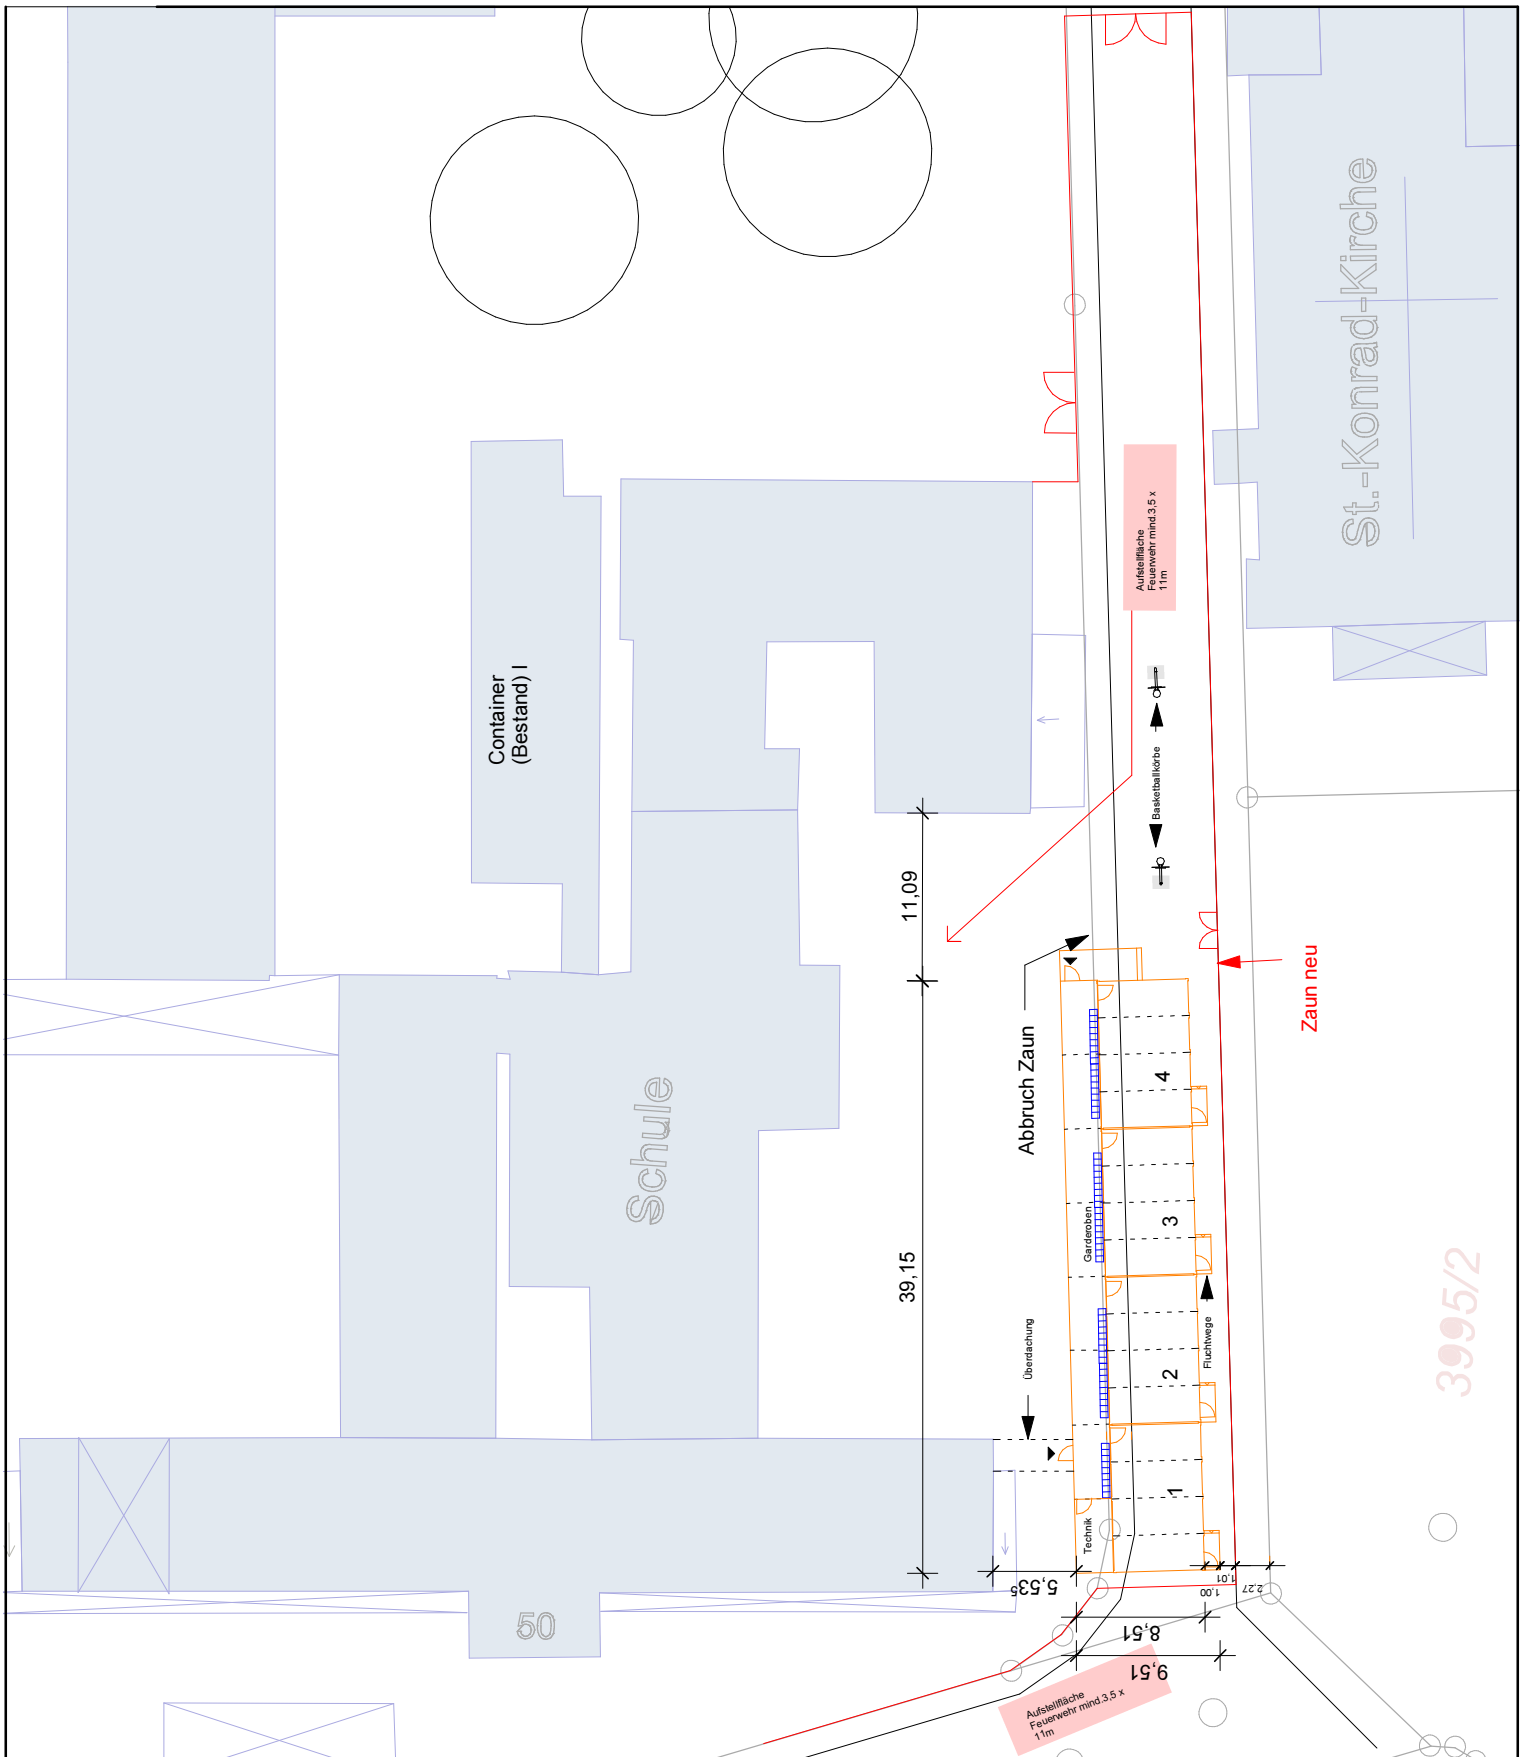 St.-Konrad-Kirche
Aufstellfläche
Feuerwehr mind.3,5 x
11m
Container
(Bestand) I
Basketballkörbe
11,09
Zaun neu
Abbruch Zaun
Schule
4
3
Garderoben
39,15
3995/2
Überdachung
Fluchtwege
2
1
Technik
5,53⁵
1,00
1,01
2,27
8,51
9,51
50
Aufstellfläche
Feuerwehr mind.3,5 x
11m